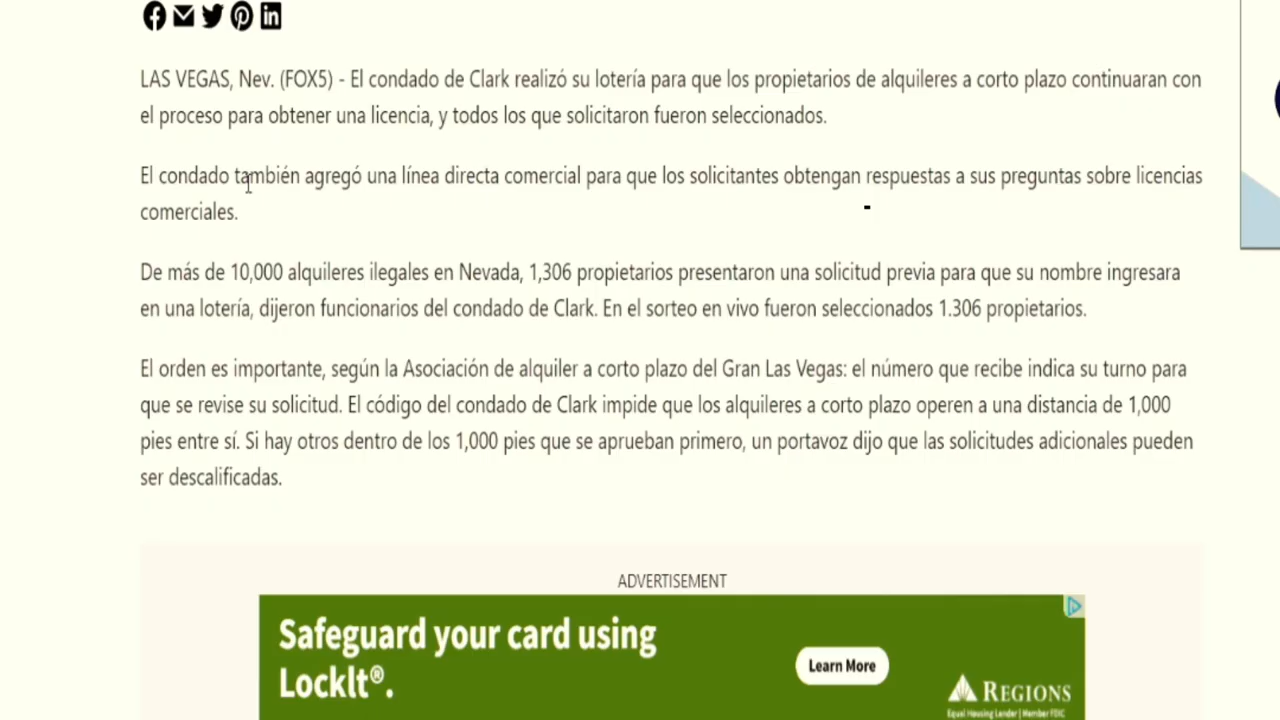 LAS VEGAS, Nev. (FOX5) - El condado de Clark realizó su lotería para que los propietarios de alquileres a corto plazo continuaran con
el proceso para obtener una licencia, y todos los que solicitaron fueron seleccionados.
El condado también agregó una línea directa comercial para que los solicitantes obtengan respuestas a sus preguntas sobre licencias
comerciales.
De más de 10,000 alquileres ilegales en Nevada, 1,306 propietarios presentaron una solicitud previa para que su nombre ingresara
en una lotería, dijeron funcionarios del condado de Clark. En el sorteo en vivo fueron seleccionados 1.306 propietarios.
El orden es importante, según la Asociación de alquiler a corto plazo del Gran Las Vegas: el número que recibe indica su turno para
que se revise su solicitud. El código del condado de Clark impide que los alquileres a corto plazo operen a una distancia de 1,000
pies entre sí. Si hay otros dentro de los 1,000 pies que se aprueban primero, un portavoz dijo que las solicitudes adicionales pueden
ser descalificadas.
ADVERTISEMENT
Safeguard your card using
LockIt®.
Learn More
REGIONS
Equal Housing Lender | Member FDIC